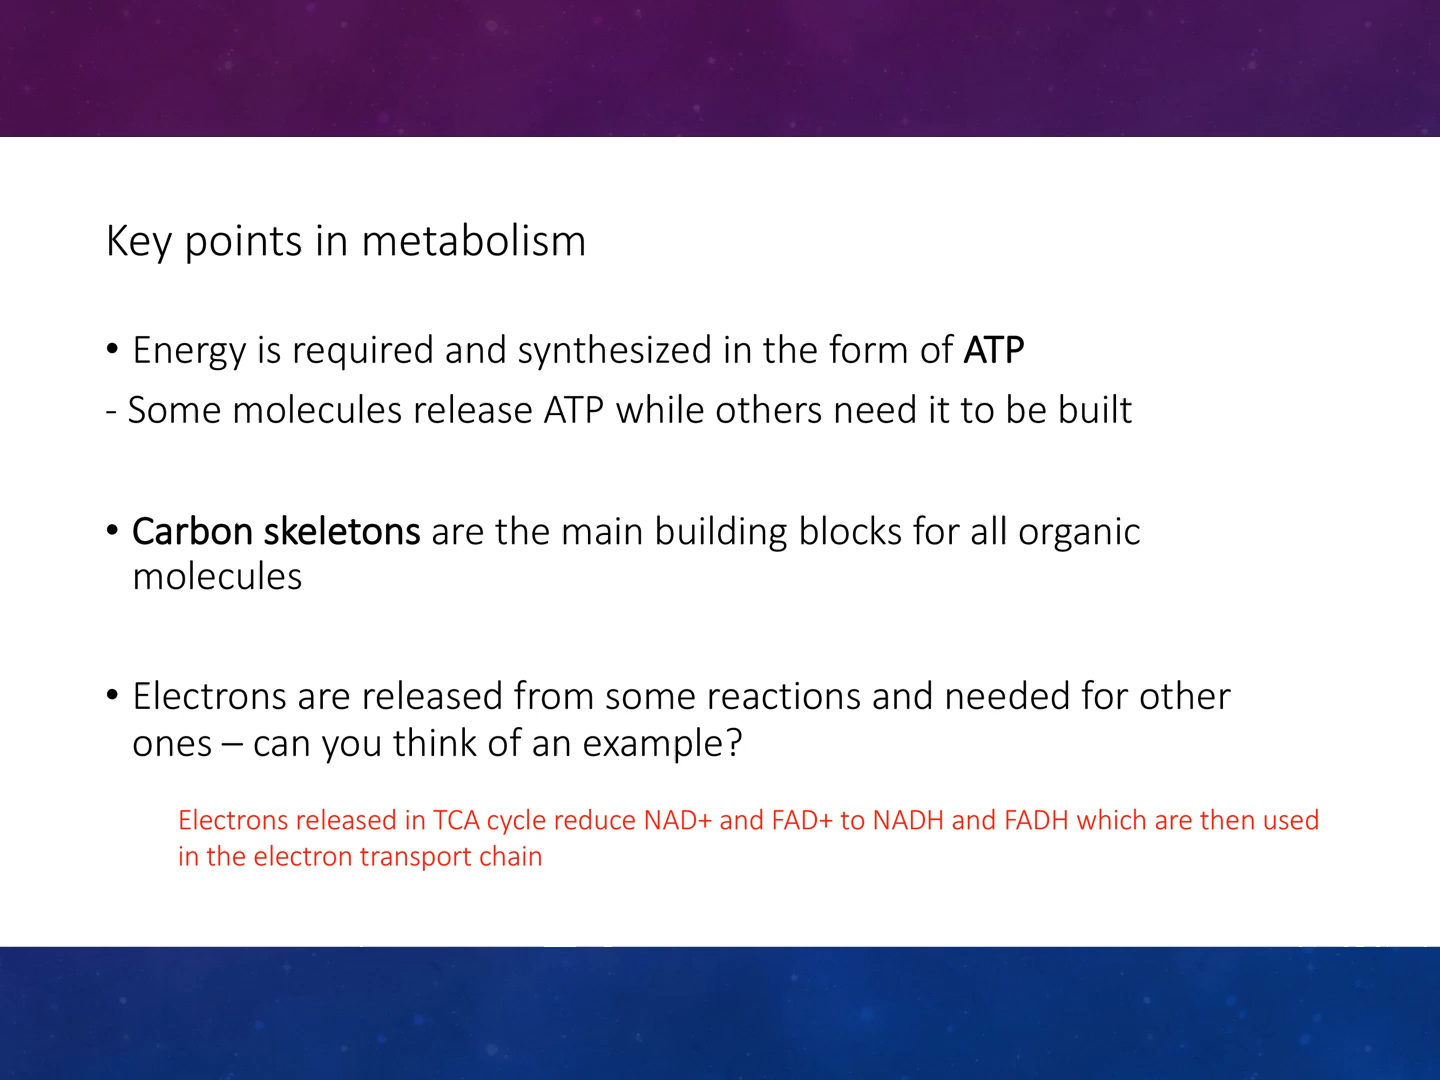 Key points in metabolism
• Energy is required and synthesized in the form of ATP
- Some molecules release ATP while others need it to be built
• Carbon skeletons are the main building blocks for all organic
molecules
• Electrons are released from some reactions and needed for other
ones – can you think of an example?
Electrons released in TCA cycle reduce NAD+ and FAD+ to NADH and FADH which are then used
in the electron transport chain